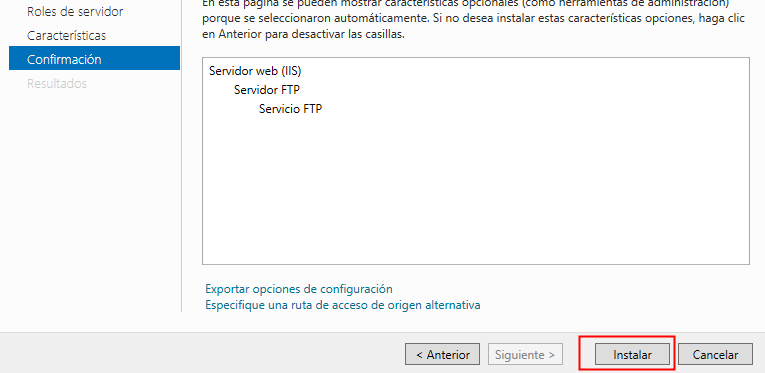 En esta página se pueden mostrar características opcionales (como herramientas de administración)
porque se seleccionaron automáticamente. Si no desea instalar estas características opciones, haga clic
en Anterior para desactivar las casillas.
Roles de servidor
Características
Confirmación
Resultados
Servidor web (IIS)
Servidor FTP
Servicio FTP
Exportar opciones de configuración
Especifique una ruta de acceso de origen alternativa
< Anterior
Siguiente >
Instalar
Cancelar